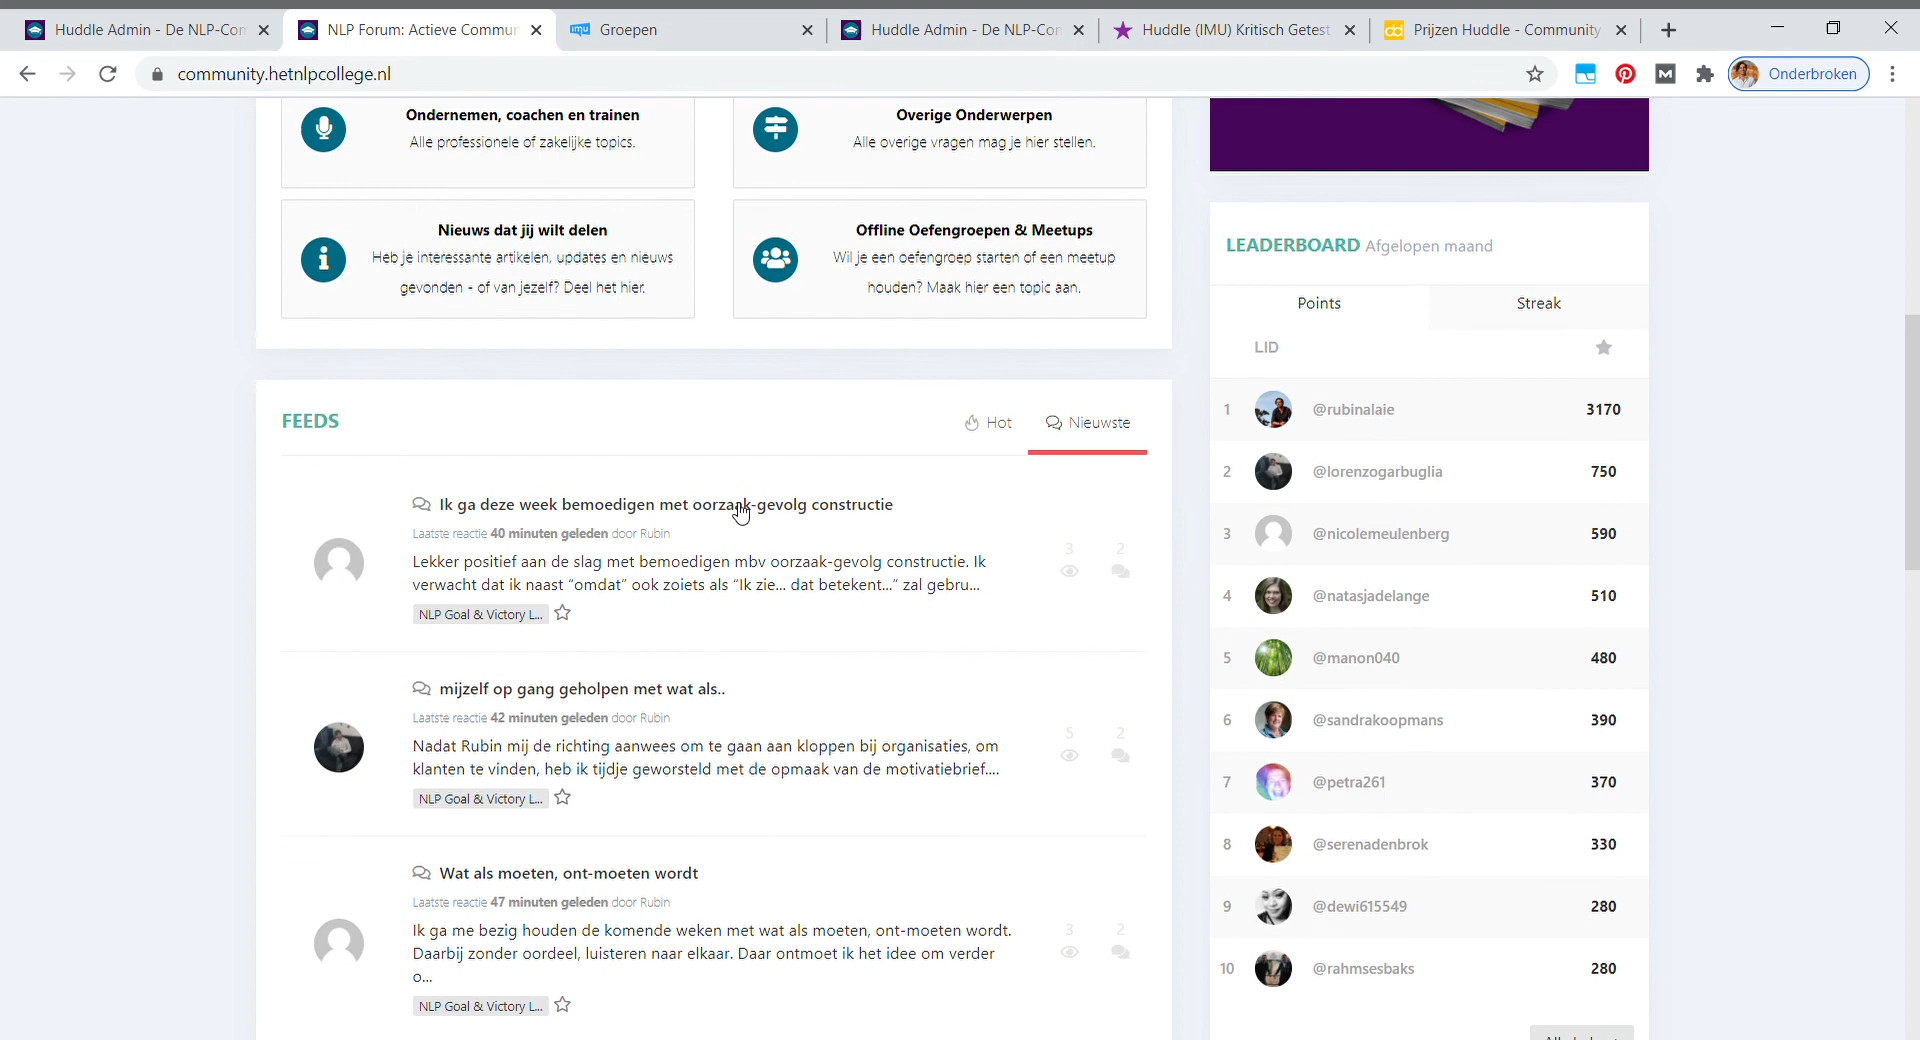 Huddle Admin - De NLP-Con
NLP Forum: Actieve Commun
Groepen
Huddle Admin - De NLP-Con
Huddle (IMU) Kritisch Getest
Prijzen Huddle - Community
community.hetnlpcollege.nl
Onderbroken
Ondernemen, coachen en trainen
Alle professionele of zakelijke topics.
Overige Onderwerpen
Alle overige vragen mag je hier stellen.
Nieuws dat jij wilt delen
Heb je interessante artikelen, updates en nieuws
gevonden - of van jezelf? Deel het hier.
Offline Oefengroepen & Meetups
Wil je een oefengroep starten of een meetup
houden? Maak hier een topic aan.
FEEDS
Hot
Nieuwste
Ik ga deze week bemoedigen met oorzaak-gevolg constructie
Laatste reactie 40 minuten geleden door Rubin
Lekker positief aan de slag met bemoedigen mbv oorzaak-gevolg constructie. Ik
verwacht dat ik naast “omdat” ook zoiets als “Ik zie... dat betekent...” zal gebru...
3 2
NLP Goal & Victory L...
mijzelf op gang geholpen met wat als..
Laatste reactie 42 minuten geleden door Rubin
Nadat Rubin mij de richting aanwees om te gaan aan kloppen bij organisaties, om
klanten te vinden, heb ik tijdje geworsteld met de opmaak van de motivatiebrief....
5 2
NLP Goal & Victory L...
Wat als moeten, ont-moeten wordt
Laatste reactie 47 minuten geleden door Rubin
Ik ga me bezig houden de komende weken met wat als moeten, ont-moeten wordt.
Daarbij zonder oordeel, luisteren naar elkaar. Daar ontmoet ik het idee om verder
o...
3 2
NLP Goal & Victory L...
LEADERBOARD Afgelopen maand
Points
Streak
LID
1 @rubinalaie 3170
2 @lorenzogarbuglia 750
3 @nicolemeulenberg 590
4 @natasjadelange 510
5 @manon040 480
6 @sandrakoopmans 390
7 @petra261 370
8 @serenadenbrok 330
9 @dewi615549 280
10 @rahmsesbaks 280